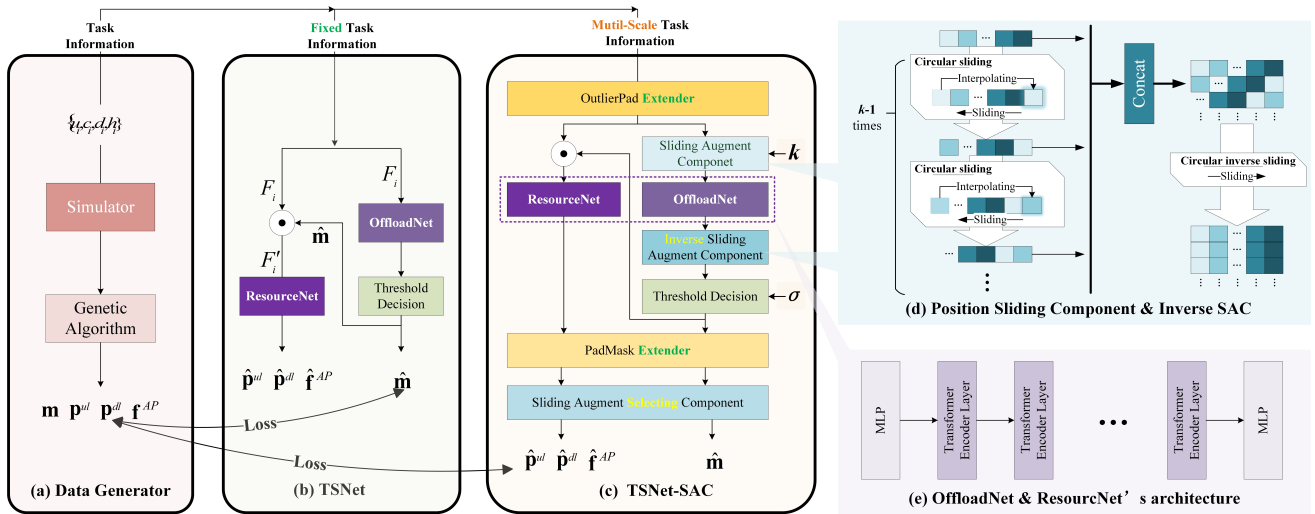 Task
Information
Fixed Task
Information
Mutil-Scale Task
Information
Simulator
Genetic
Algorithm
m p^ul p^dl f^AP
(a) Data Generator
F_i
F_i
OffloadNet
m̂
F_i′
ResourceNet
Threshold
Decision
p̂^ul p̂^dl f̂^AP
m̂
Loss
Loss
(b) TSNet
OutlierPad Extender
Sliding Augment
Componet
k
ResourceNet
OffloadNet
Inverse Sliding
Augment Component
Threshold Decision
σ
PadMask Extender
Sliding Augment Selecting Component
p̂^ul p̂^dl f̂^AP
m̂
(c) TSNet-SAC
k-1
times
...
Circular sliding
Interpolating
...
Sliding
...
Circular sliding
Interpolating
...
Sliding
...
Concat
...
...
...
Circular inverse sliding
Sliding
...
...
...
(d) Position Sliding Component & Inverse SAC
MLP
Transformer
Encoder Layer
Transformer
Encoder Layer
...
Transformer
Encoder Layer
MLP
(e) OffloadNet & ResourcNet’s architecture